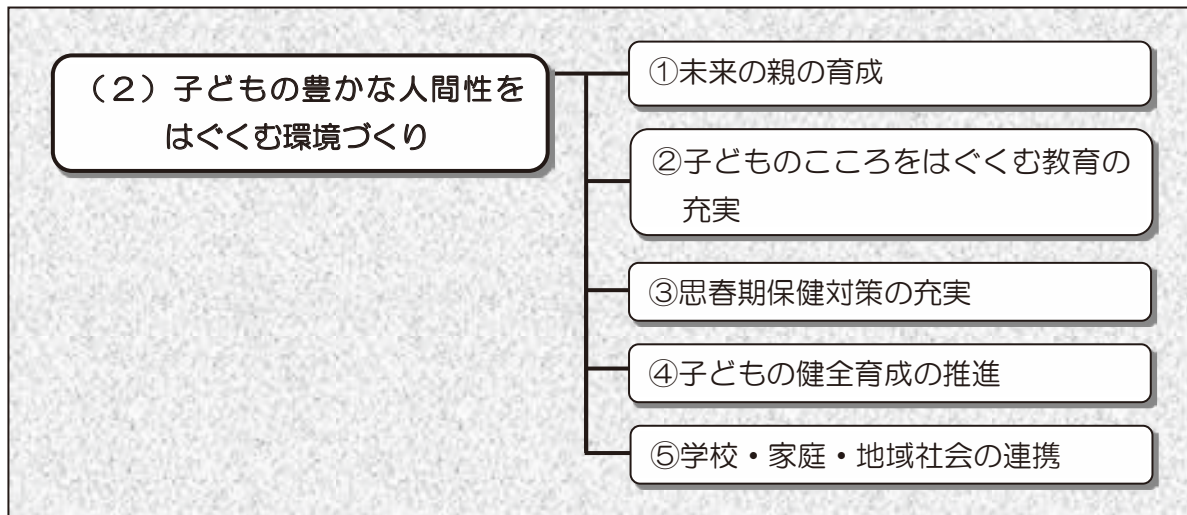 （２）子どもの豊かな人間性を
はぐくむ環境づくり
①未来の親の育成
②子どものこころをはぐくむ教育の
充実
③思春期保健対策の充実
④子どもの健全育成の推進
⑤学校・家庭・地域社会の連携